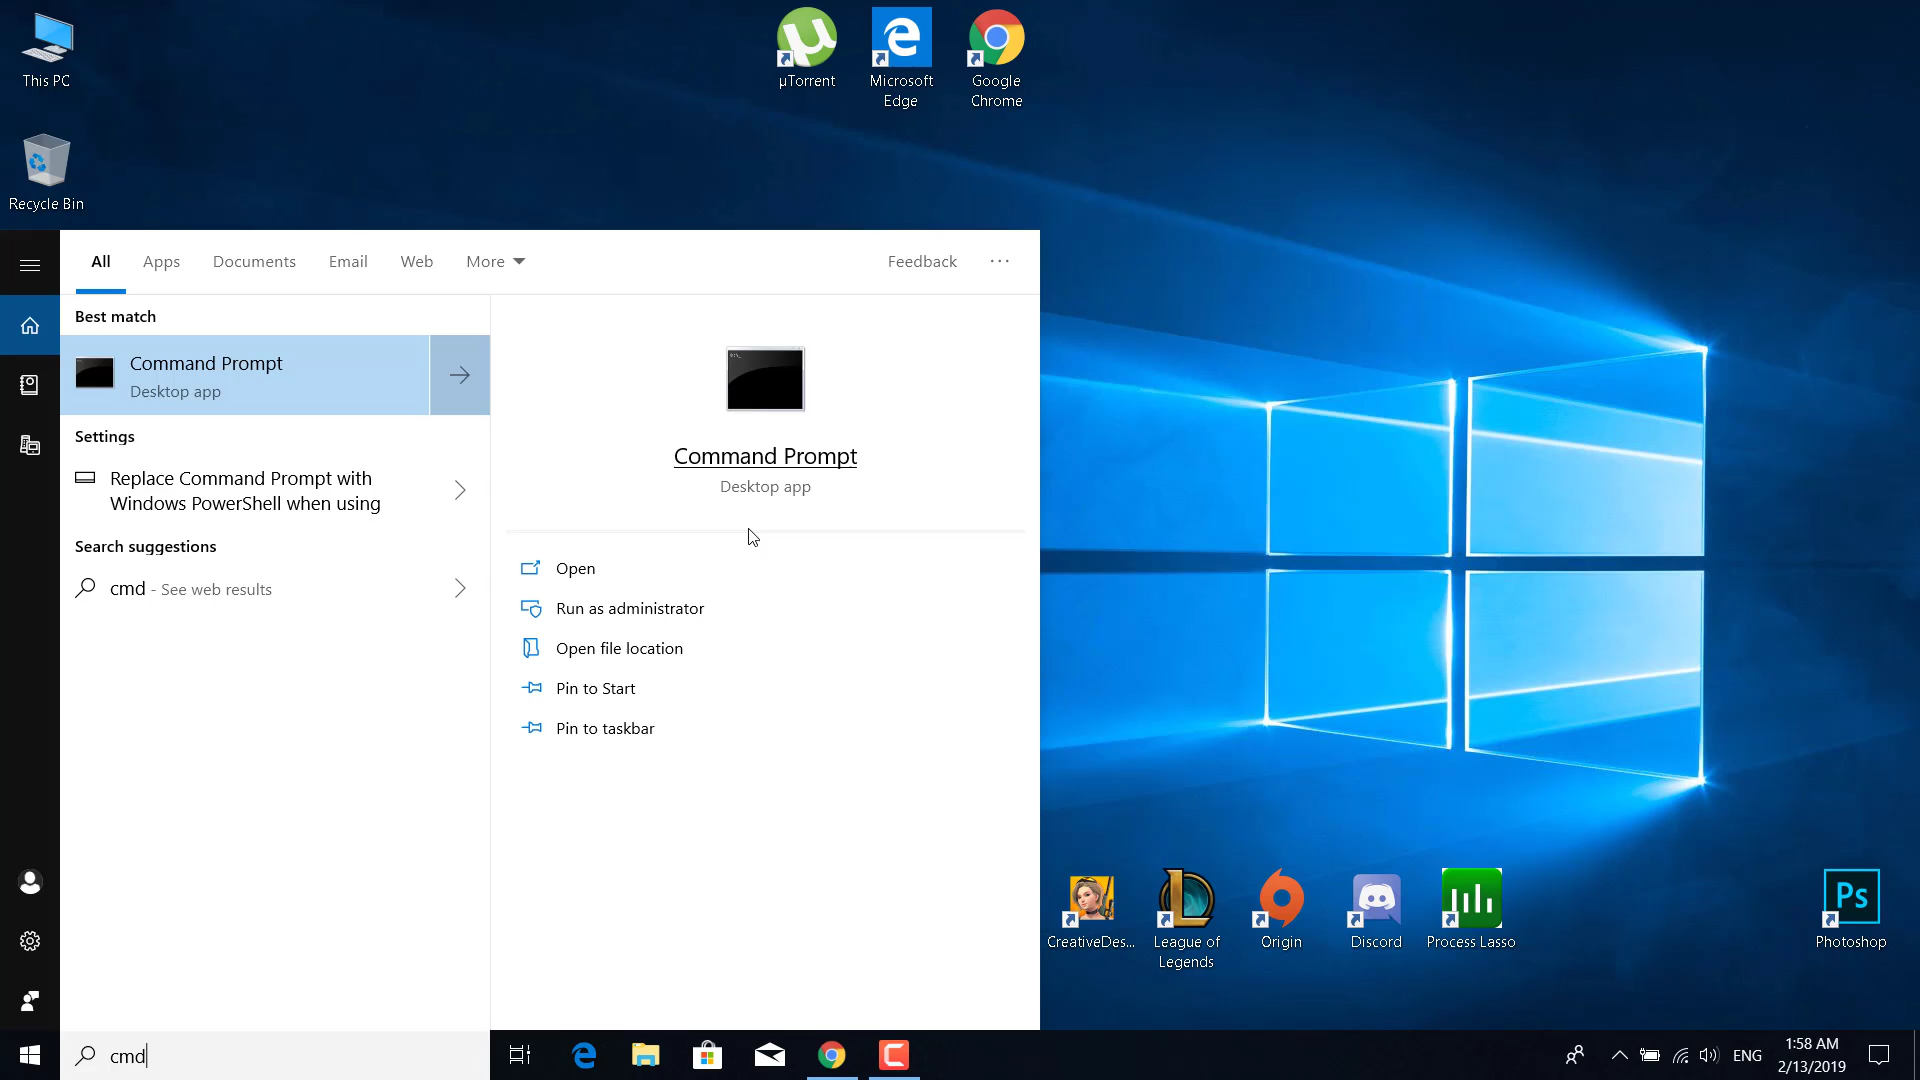 This PC
Recycle Bin
µTorrent
Microsoft
Edge
Google
Chrome
All
Apps
Documents
Email
Web
More
Feedback
Best match
Command Prompt
Desktop app
Settings
Replace Command Prompt with
Windows PowerShell when using
Search suggestions
cmd - See web results
Command Prompt
Desktop app
Open
Run as administrator
Open file location
Pin to Start
Pin to taskbar
CreativeDes...
League of
Legends
Origin
Discord
Process Lasso
Ps
Photoshop
cmd
ENG
1:58 AM
2/13/2019